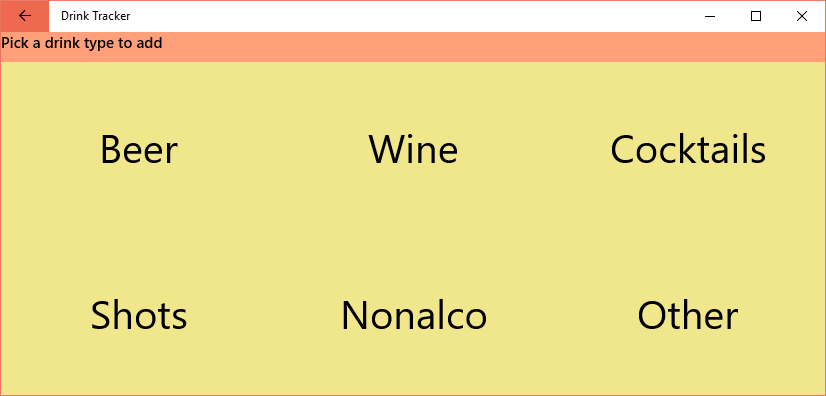 Drink Tracker
Pick a drink type to add
Beer Wine Cocktails
Shots Nonalco Other